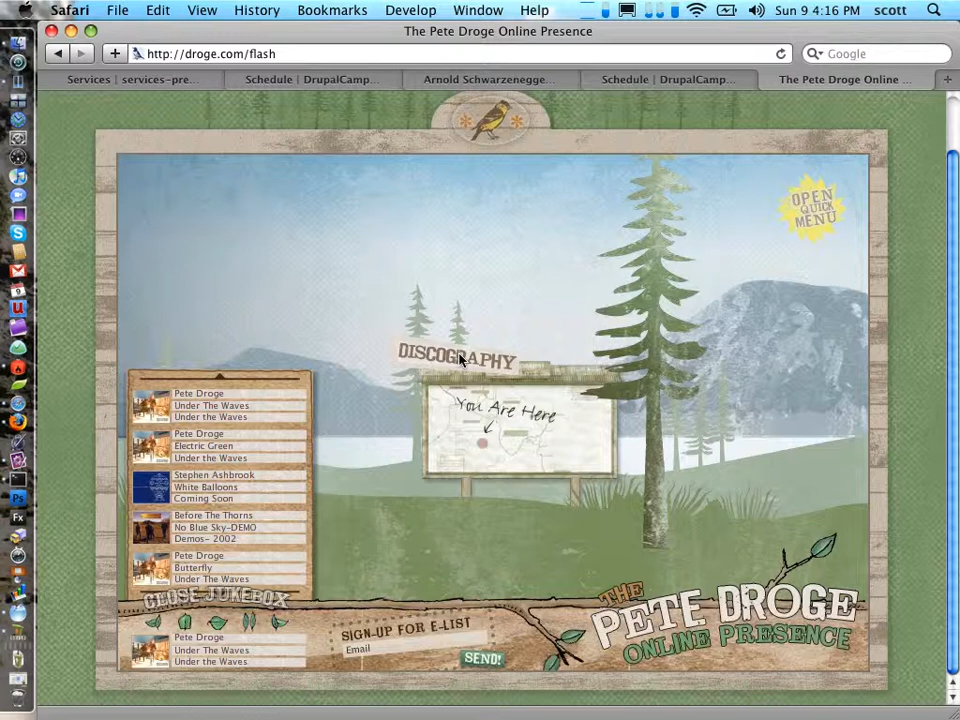 Safari File Edit View History Bookmarks Develop Window Help Sun 9 4:16 PM scott
The Pete Droge Online Presence
http://droge.com/flash
Google
Services | services-pre... Schedule | DrupalCamp... Arnold Schwarzenegge... Schedule | DrupalCamp... The Pete Droge Online ...
OPEN
QUICK
MENU
DISCOGRAPHY
You Are Here
Pete Droge
Under The Waves
Under the Waves
Pete Droge
Electric Green
Under the Waves
Stephen Ashbrook
White Balloons
Coming Soon
Before The Thorns
No Blue Sky-DEMO
Demos- 2002
Pete Droge
Butterfly
Under The Waves
CLOSE JUKEBOX
Pete Droge
Under The Waves
Under the Waves
SIGN-UP FOR E-LIST
Email
SEND!
THE
PETE DROGE
ONLINE PRESENCE